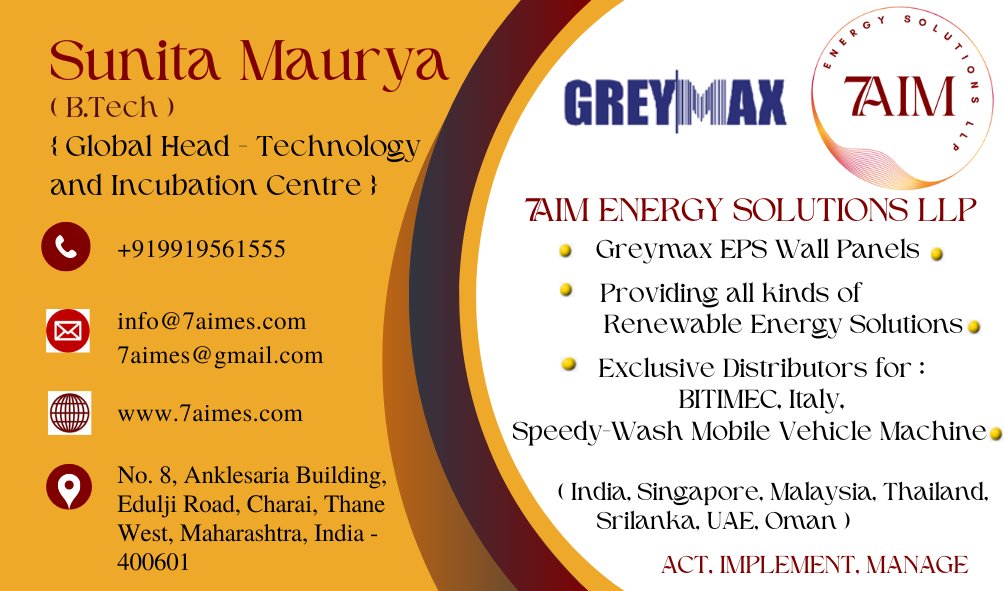 Sunita Maurya
( B.Tech )
{ Global Head - Technology
and Incubation Centre }
+919919561555
info@7aimes.com
7aimes@gmail.com
www.7aimes.com
No. 8, Anklesaria Building,
Edulji Road, Charai, Thane
West, Maharashtra, India -
400601
GREYMAX
ENERGY SOLUTIONS LLP
7AIM
7AIM ENERGY SOLUTIONS LLP
Greymax EPS Wall Panels
Providing all kinds of
Renewable Energy Solutions
Exclusive Distributors for :
BITIMEC, Italy,
Speedy-Wash Mobile Vehicle Machine
( India, Singapore, Malaysia, Thailand,
Srilanka, UAE, Oman )
ACT, IMPLEMENT, MANAGE